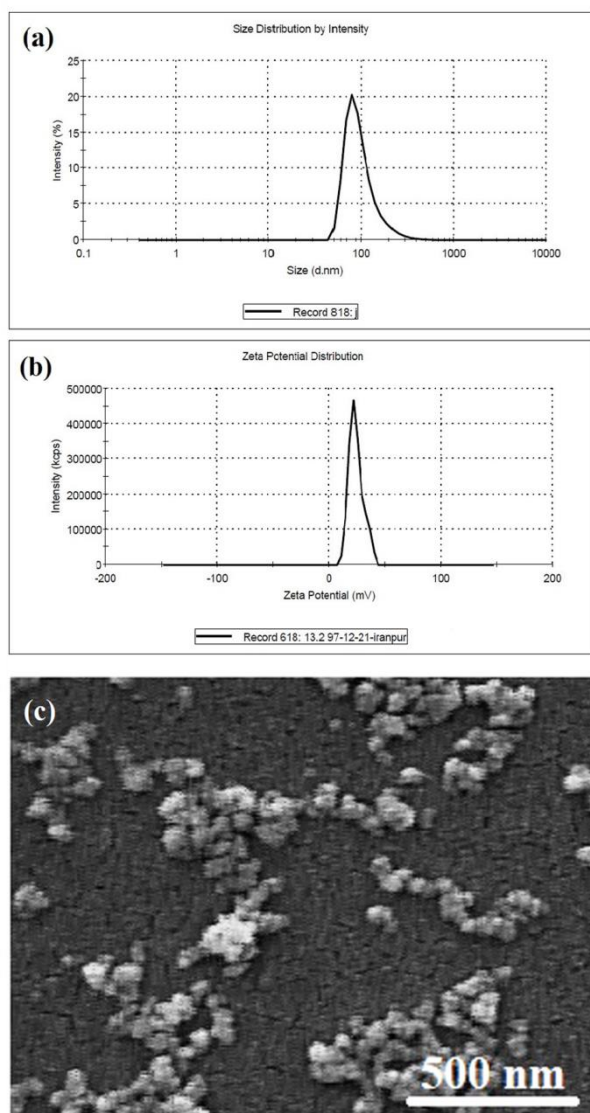 (a)
Size Distribution by Intensity
Intensity (%)
25
20
15
10
5
0
0.1 1 10 100 1000 10000
Size (d.nm)
Record 818: j
(b)
Zeta Potential Distribution
Intensity (kcps)
500000
400000
300000
200000
100000
0
-200 -100 0 100 200
Zeta Potential (mV)
Record 618: 13.2 97-12-21-iranpur
(c)
500 nm